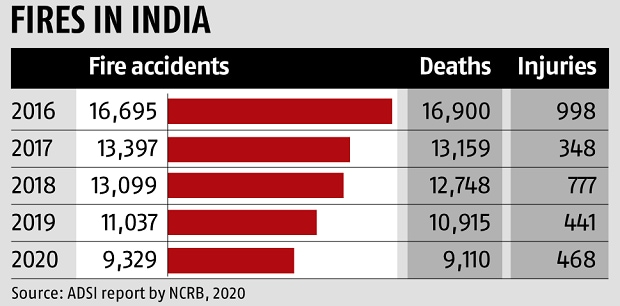 FIRES IN INDIA
Fire accidents Deaths Injuries
2016 16,695 16,900 998
2017 13,397 13,159 348
2018 13,099 12,748 777
2019 11,037 10,915 441
2020 9,329 9,110 468
Source: ADSI report by NCRB, 2020